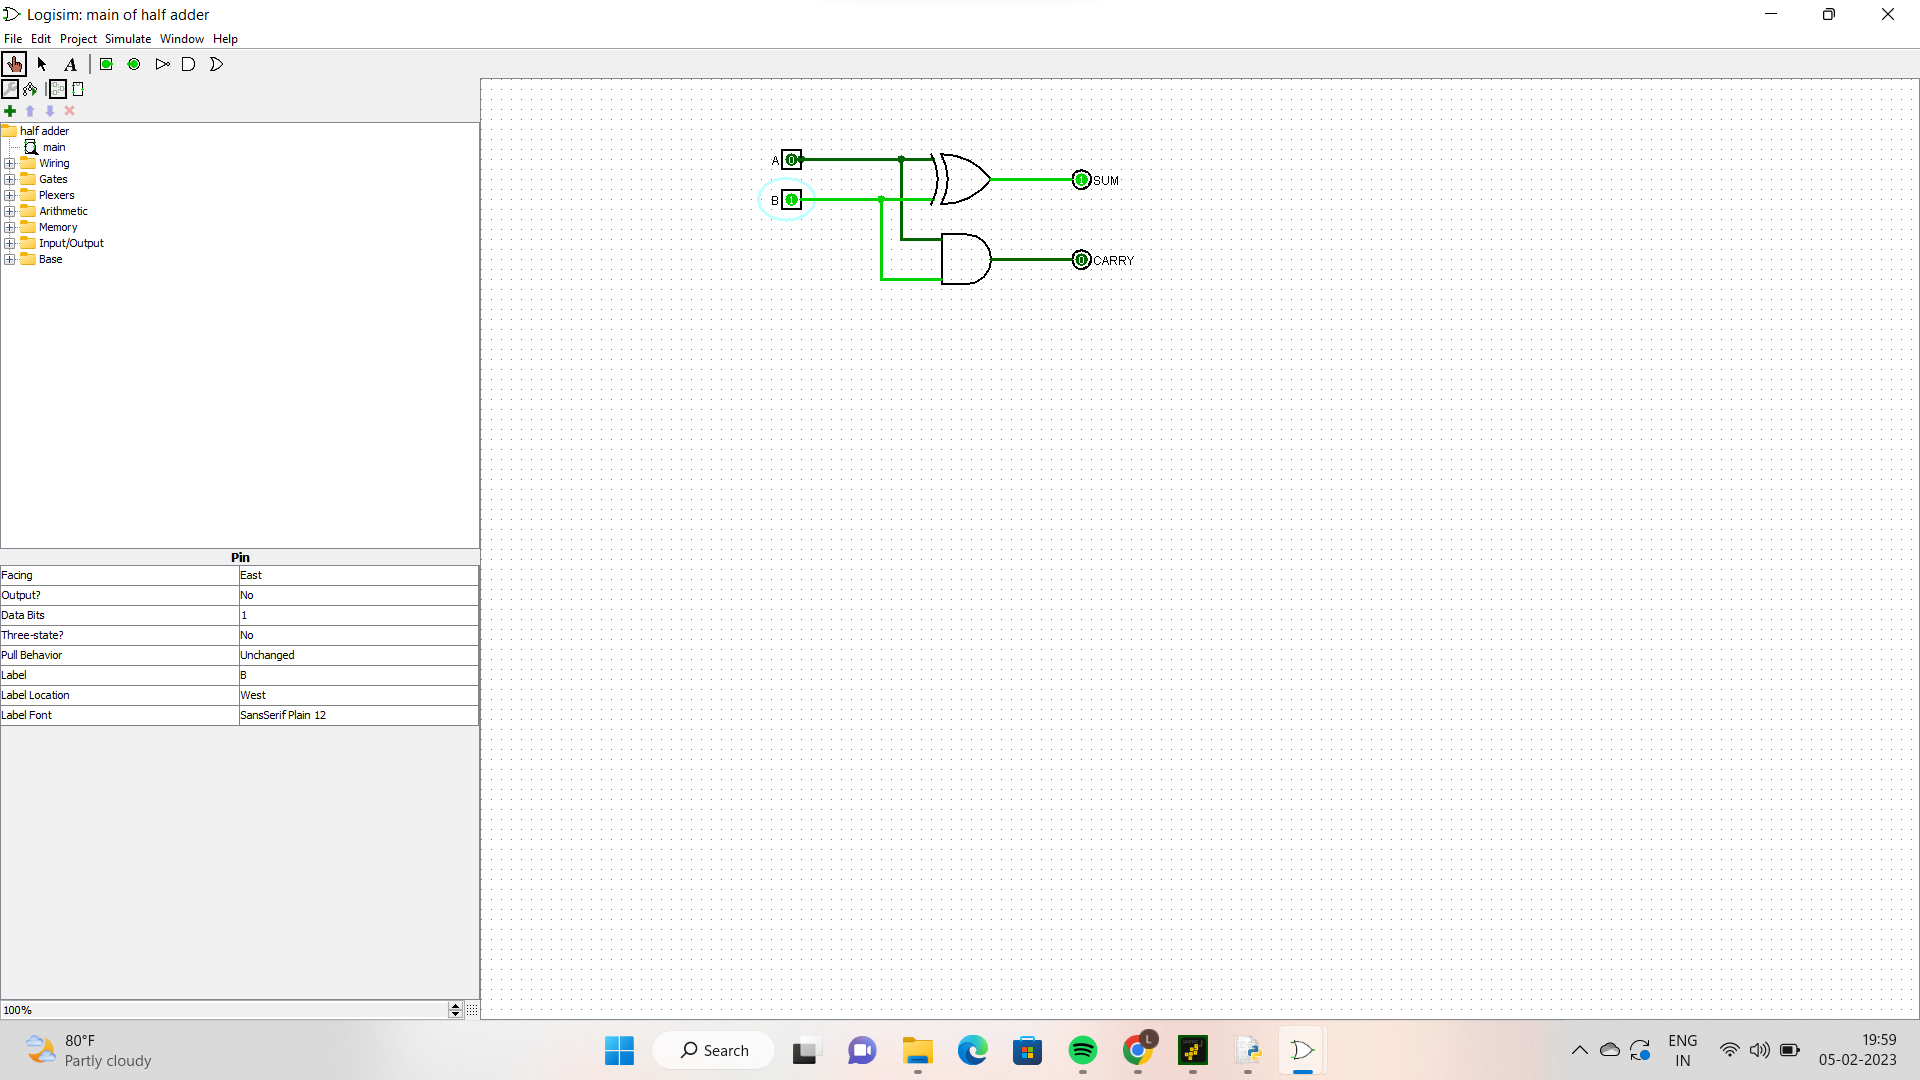 Logisim: main of half adder
File Edit Project Simulate Window Help
A
half adder
main
Wiring
Gates
Plexers
Arithmetic
Memory
Input/Output
Base
A 0
B 1
1 SUM
0 CARRY
Pin
Facing East
Output? No
Data Bits 1
Three-state? No
Pull Behavior Unchanged
Label B
Label Location West
Label Font SansSerif Plain 12
100%
80°F
Partly cloudy
Search
L
ENG
IN
19:59
05-02-2023